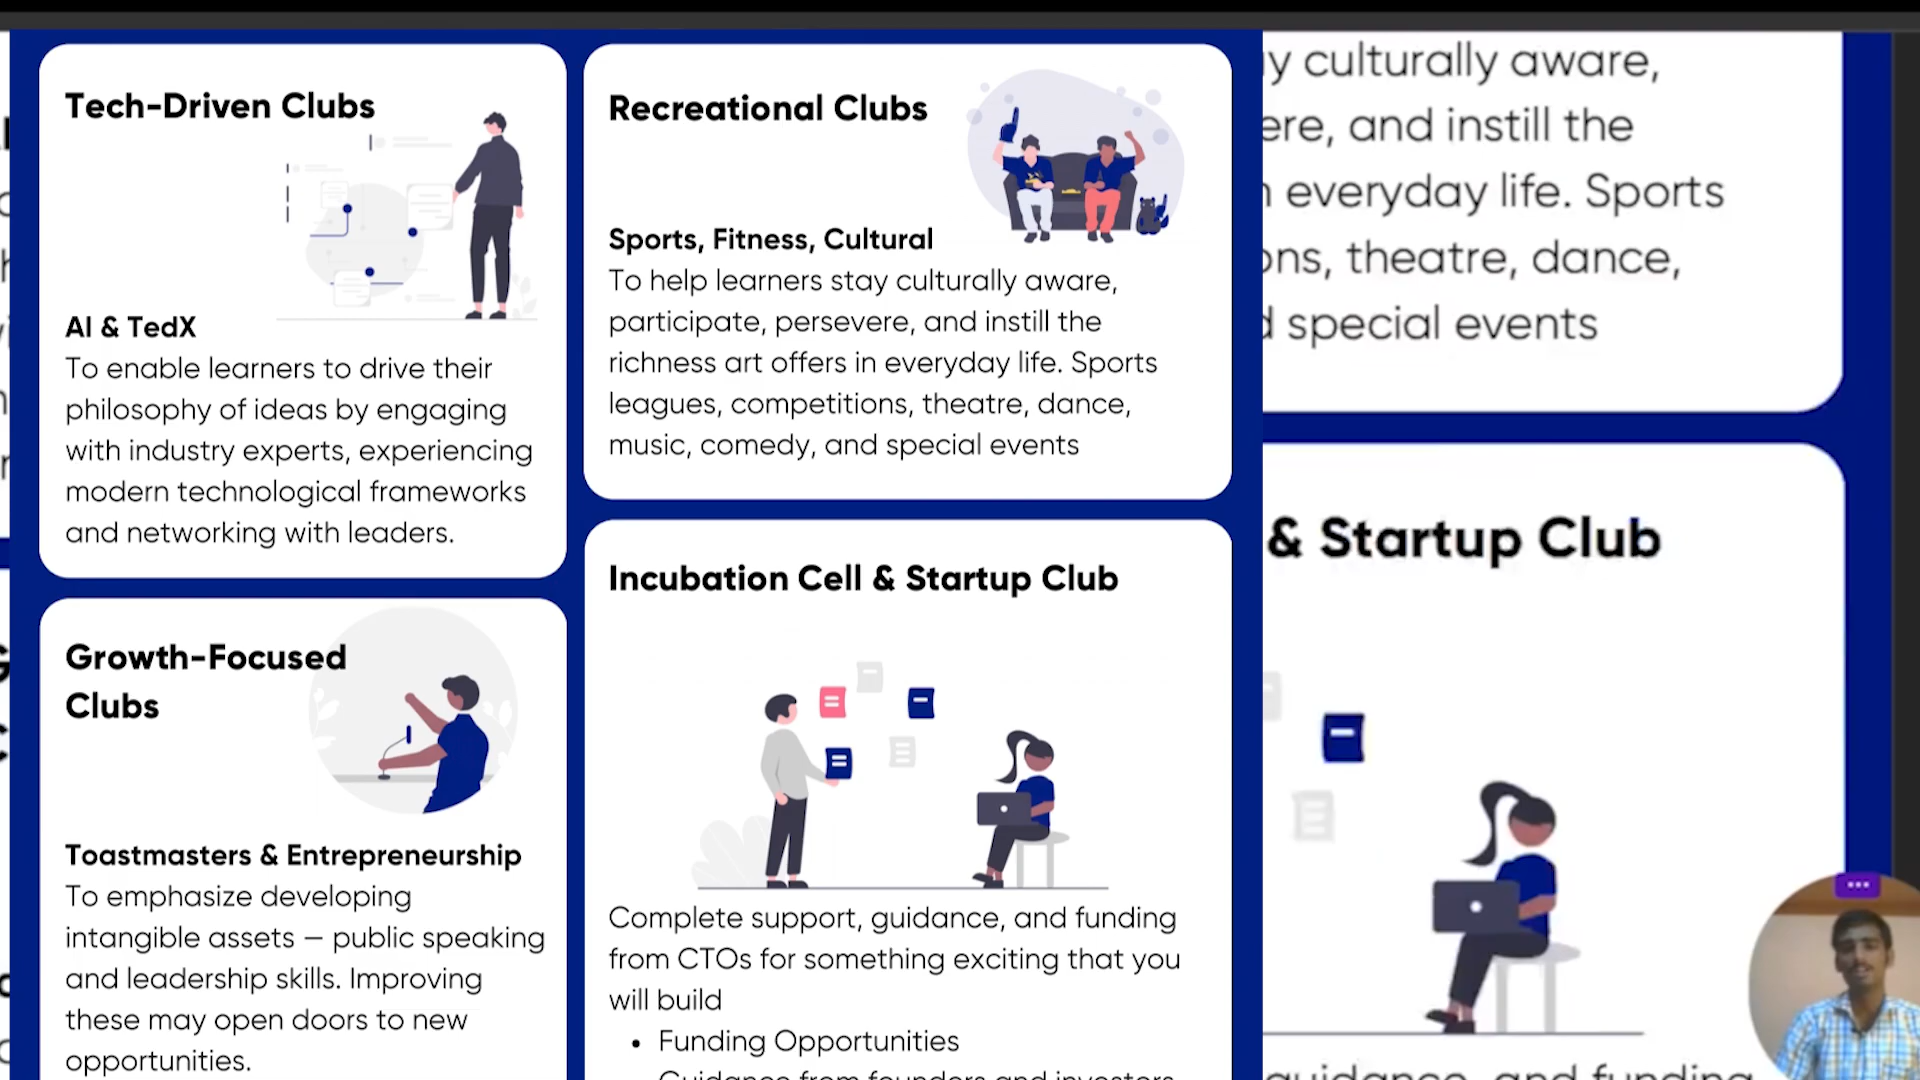 Tech-Driven Clubs
AI & TedX
To enable learners to drive their
philosophy of ideas by engaging
with industry experts, experiencing
modern technological frameworks
and networking with leaders.
Growth-Focused
Clubs
Toastmasters & Entrepreneurship
To emphasize developing
intangible assets – public speaking
and leadership skills. Improving
these may open doors to new
opportunities.
Recreational Clubs
Sports, Fitness, Cultural
To help learners stay culturally aware,
participate, persevere, and instill the
richness art offers in everyday life. Sports
leagues, competitions, theatre, dance,
music, comedy, and special events
Incubation Cell & Startup Club
Complete support, guidance, and funding
from CTOs for something exciting that you
will build
• Funding Opportunities
Guidance from founders and investors
culturally aware,
and instill the
everyday life. Sports
theatre, dance,
special events
& Startup Club
guidance, and funding